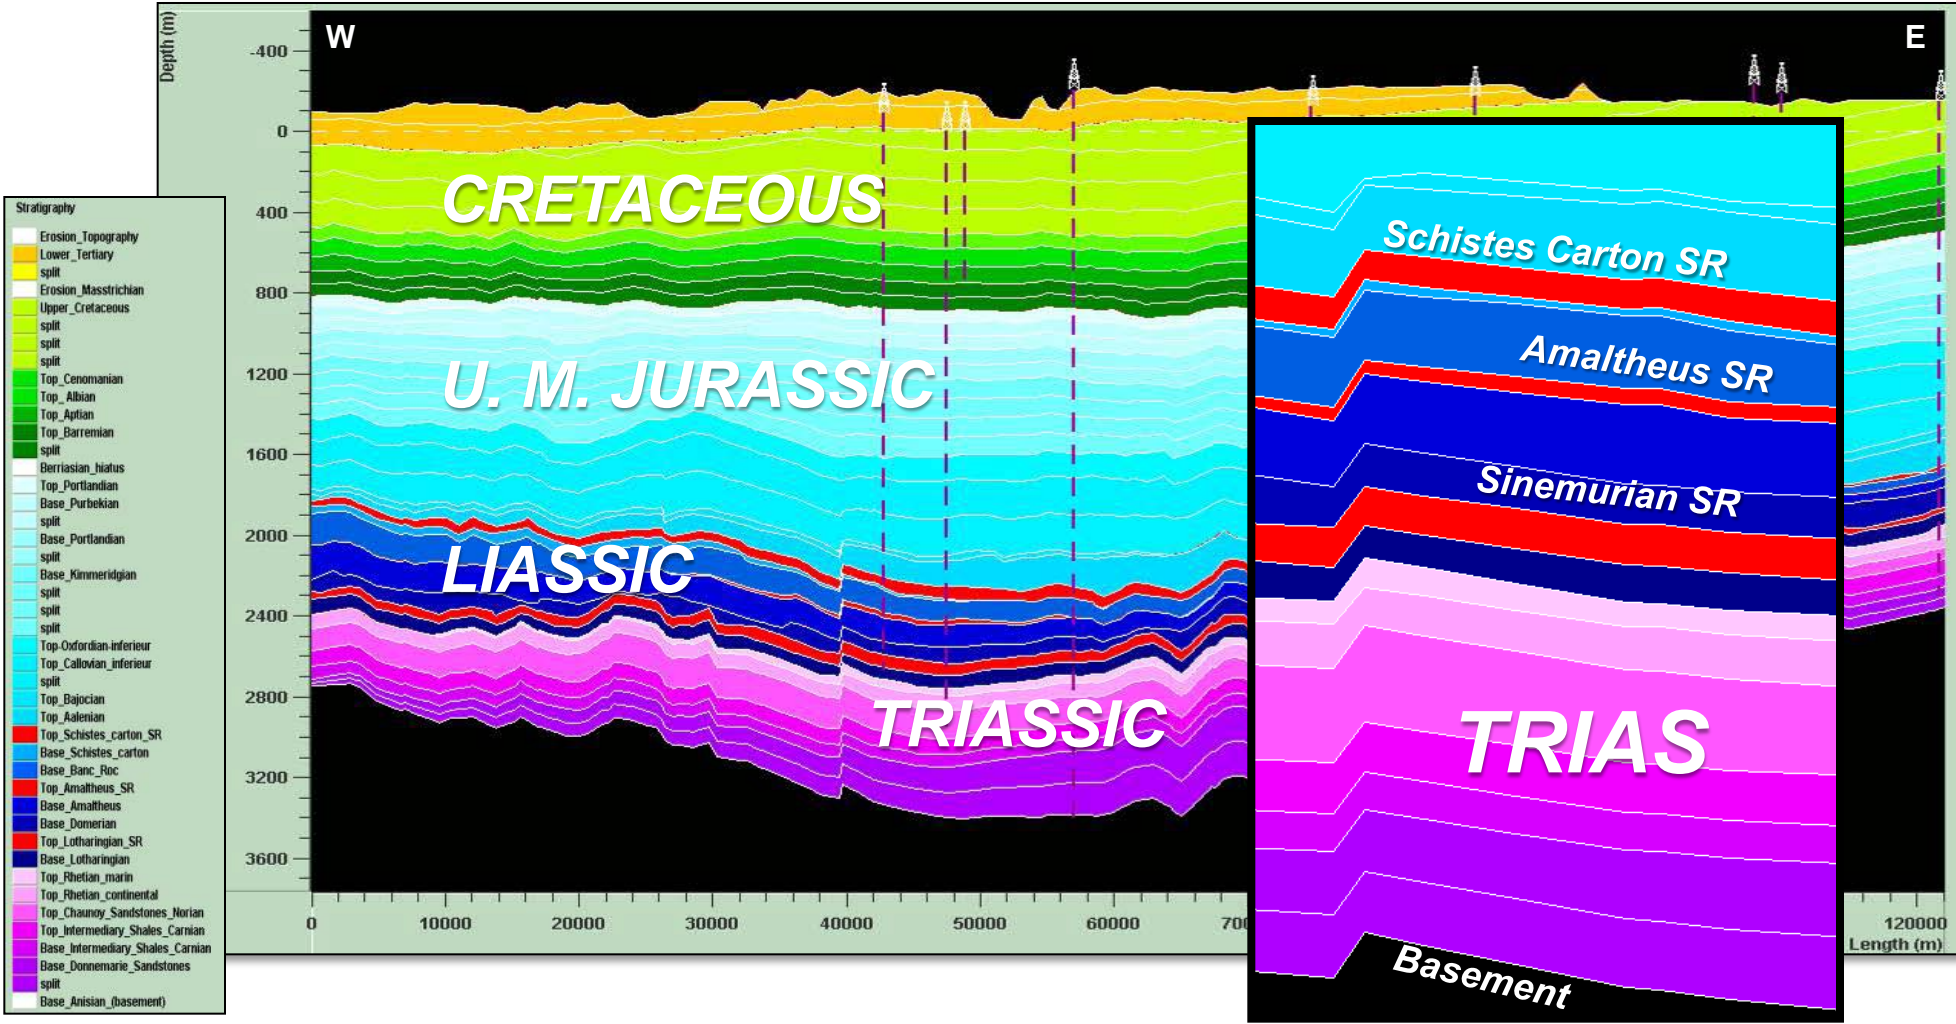 W
E
Depth (m)
-400
0
400
800
1200
1600
2000
2400
2800
3200
3600
CRETACEOUS
U. M. JURASSIC
LIASSIC
TRIASSIC
0
10000
20000
30000
40000
50000
60000
700
120000
Length (m)
Stratigraphy
Erosion_Topography
Lower_Tertiary
split
Erosion_Masstrichian
Upper_Cretaceous
split
split
split
Top_Cenomanian
Top_ Albian
Top_Aptian
Top_Barremian
split
Berriasian_hiatus
Top_Portlandian
Base_Purbekian
split
Base_Portlandian
split
Base_Kimmeridgian
split
split
split
Top-Oxfordian-inferieur
Top_Callovian_inferieur
split
Top_Bajocian
Top_Aalenian
Top_Schistes_carton_SR
Base_Schistes_carton
Base_Banc_Roc
Top_Amaltheus_SR
Base_Amaltheus
Base_Domerian
Top_Lotharingian_SR
Base_Lotharingian
Top_Rhetian_marin
Top_Rhetian_continental
Top_Chaunoy_Sandstones_Norian
Top_Intermediary_Shales_Carnian
Base_Intermediary_Shales_Carnian
Base_Donnemarie_Sandstones
split
Base_Anisian_(basement)
Schistes Carton SR
Amaltheus SR
Sinemurian SR
TRIAS
Basement